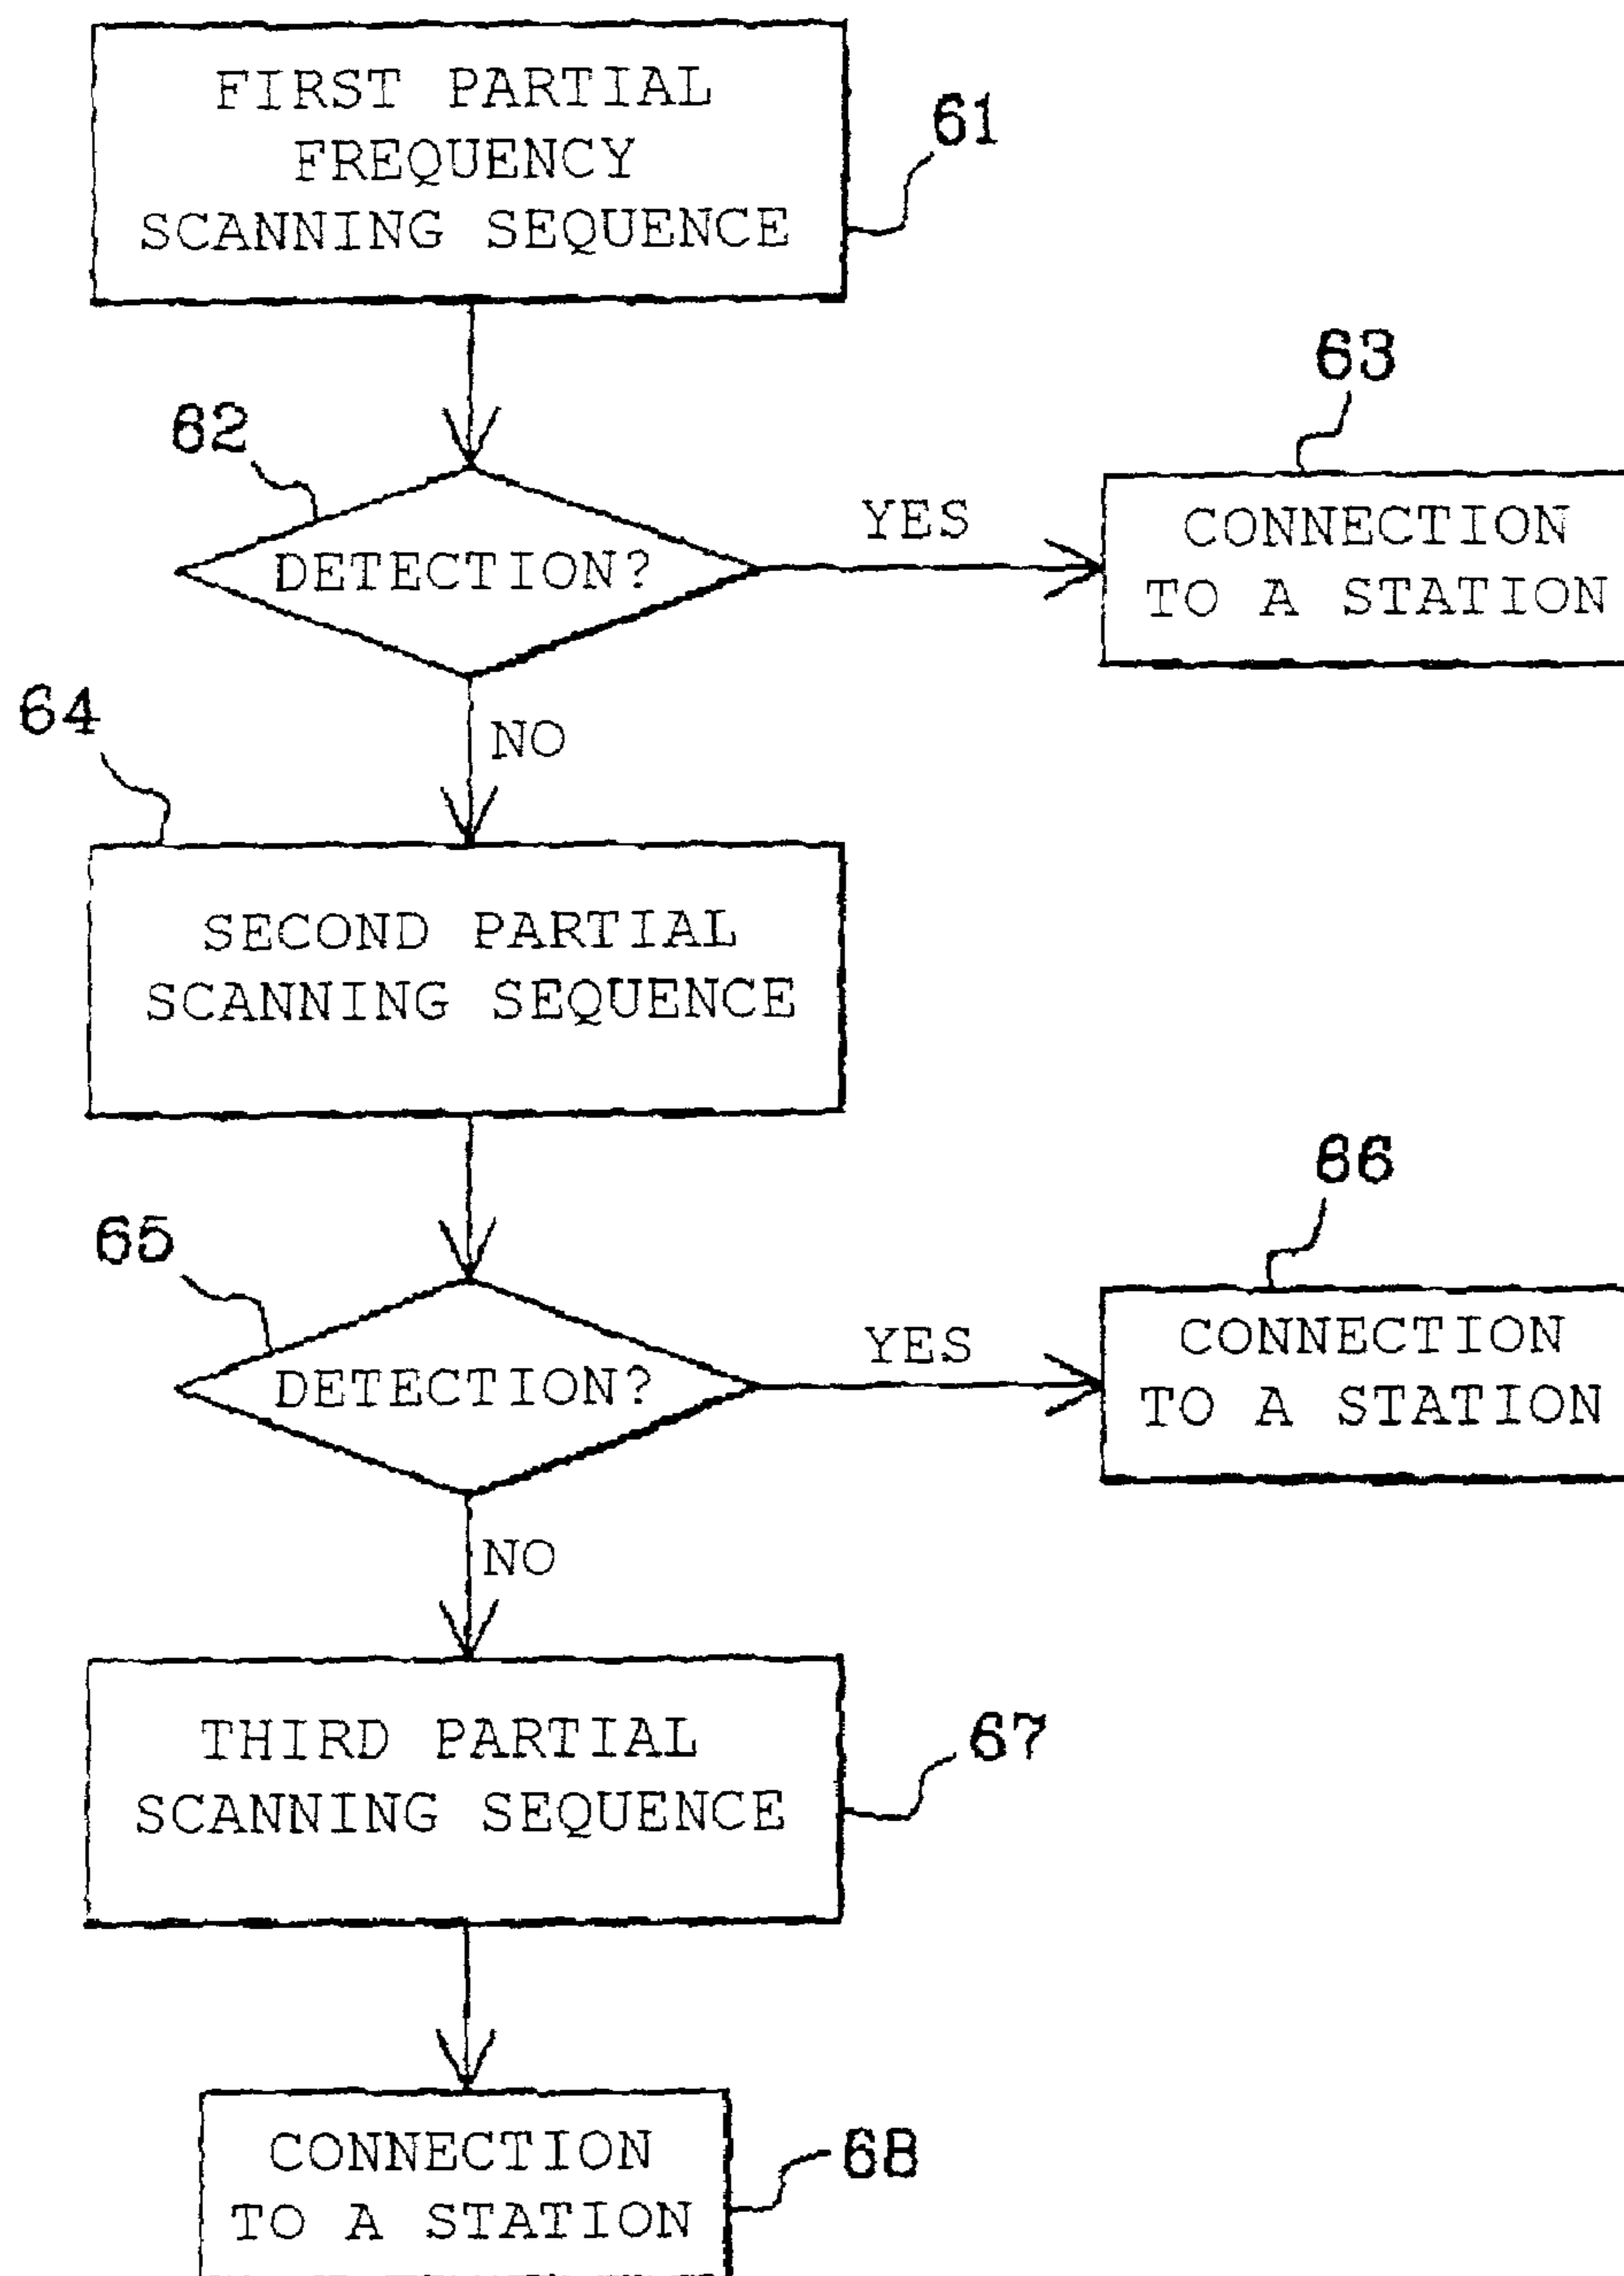 FIRST PARTIAL
FREQUENCY
SCANNING SEQUENCE
61
62
DETECTION?
YES
63
CONNECTION
TO A STATION
NO
64
SECOND PARTIAL
SCANNING SEQUENCE
65
DETECTION?
YES
66
CONNECTION
TO A STATION
NO
THIRD PARTIAL
SCANNING SEQUENCE
67
CONNECTION
TO A STATION
68